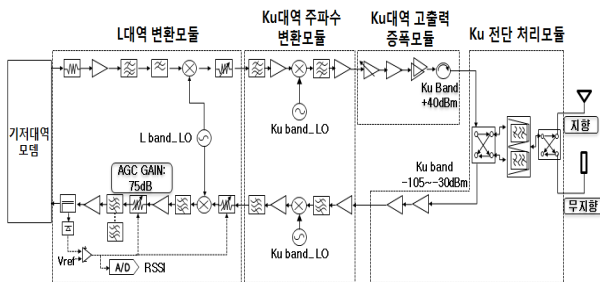 L대역 변환모듈
Ku대역 주파수
변환모듈
Ku대역 고출력
증폭모듈
Ku 전단 처리모듈
기저대역
모뎀
L band_LO
Ku band_LO
Ku Band
+40dBm
지향
무지향
AGC GAIN:
75dB
Ku band
-105~-30dBm
Ku band_LO
Vref
A/D
RSSI